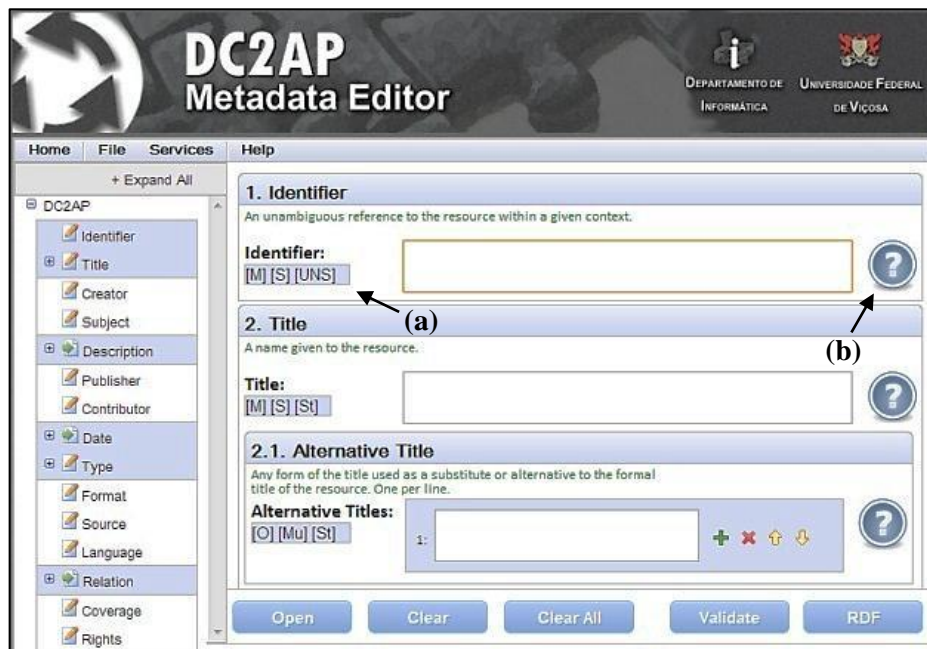 DC2AP
Metadata Editor
i
DEPARTAMENTO DE
INFORMÁTICA
UNIVERSIDADE FEDERAL
DE VIÇOSA
Home File Services Help
+ Expand All
DC2AP
Identifier
Title
Creator
Subject
Description
Publisher
Contributor
Date
Type
Format
Source
Language
Relation
Coverage
Rights
1. Identifier
An unambiguous reference to the resource within a given context.
Identifier:
[M] [S] [UNS]
?
(a)
(b)
2. Title
A name given to the resource.
Title:
[M] [S] [St]
?
2.1. Alternative Title
Any form of the title used as a substitute or alternative to the formal
title of the resource. One per line.
Alternative Titles:
[O] [Mu] [St]
1:
?
Open Clear Clear All Validate RDF